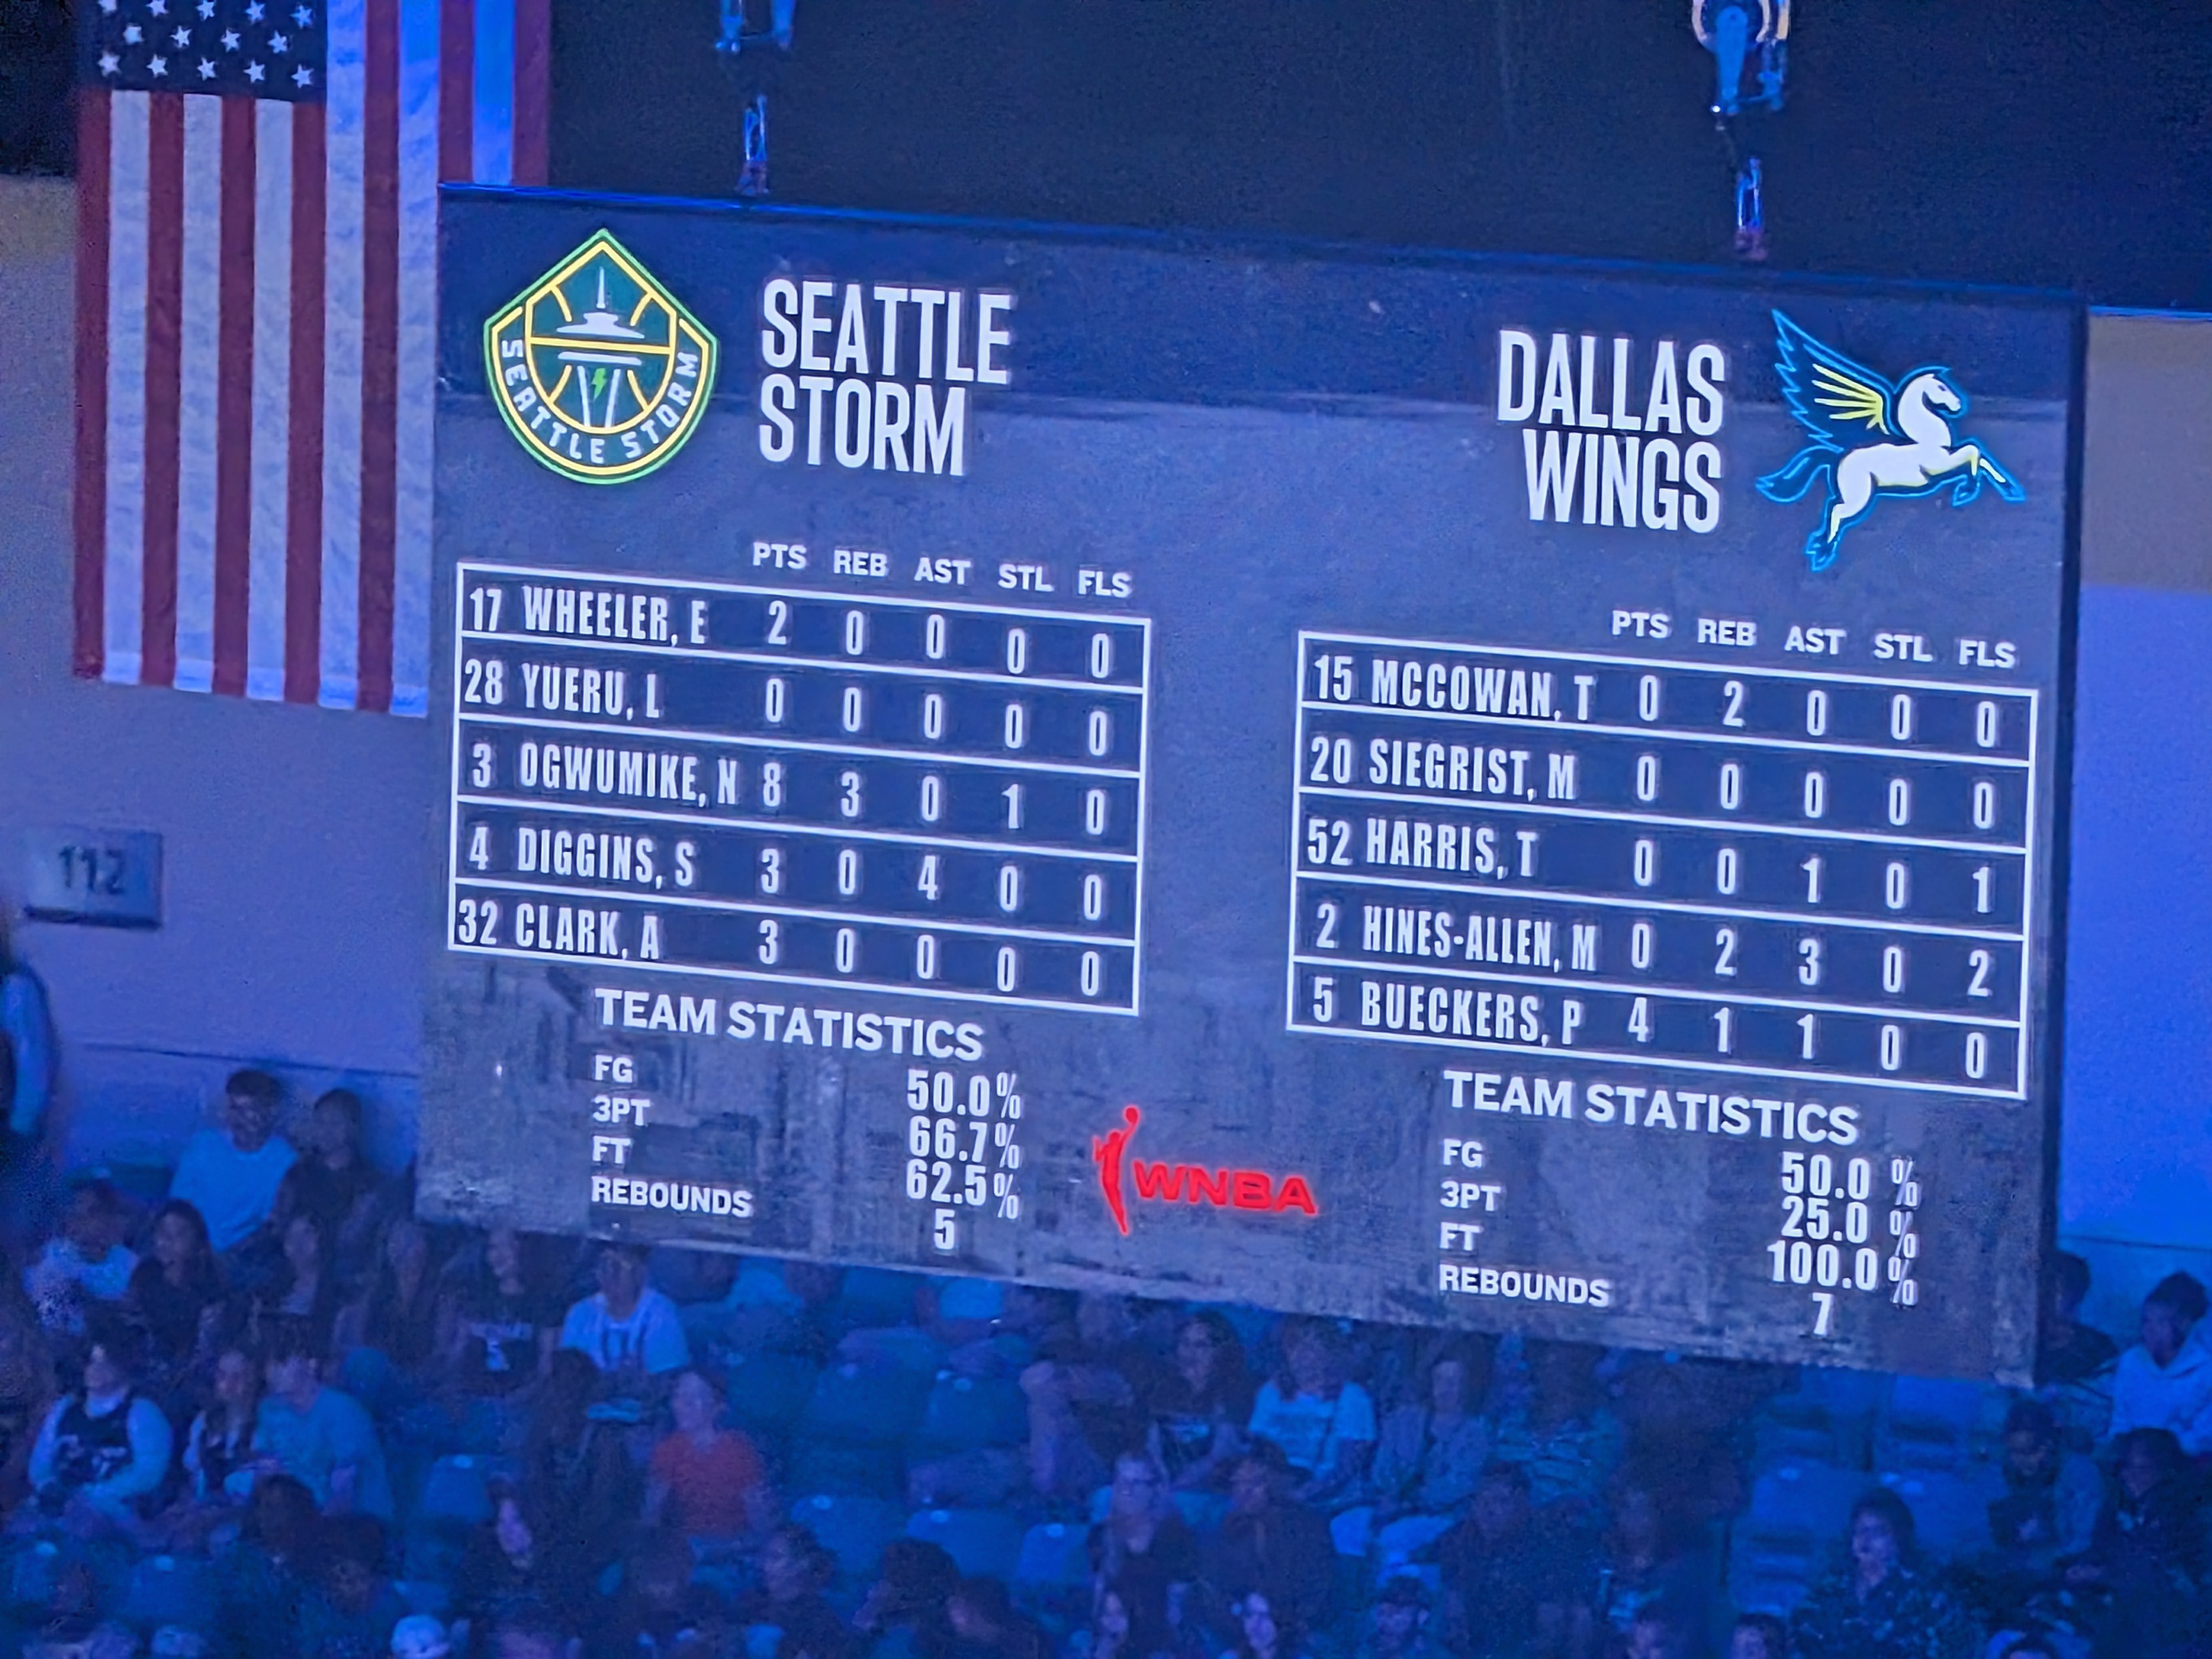 SEATTLE
STORM
SEATTLE STORM
PTS REB AST STL FLS
17 WHEELER, E 2 0 0 0 0
28 YUERU, L 0 0 0 0 0
3 OGWUMIKE, N 8 3 0 1 0
4 DIGGINS, S 3 0 4 0 0
32 CLARK, A 3 0 0 0 0
TEAM STATISTICS
FG 50.0%
3PT 66.7%
FT 62.5%
REBOUNDS 5
WNBA
DALLAS
WINGS
PTS REB AST STL FLS
15 MCCOWAN, T 0 2 0 0 0
20 SIEGRIST, M 0 0 0 0 0
52 HARRIS, T 0 0 1 0 1
2 HINES-ALLEN, M 0 2 3 0 2
5 BUECKERS, P 4 1 1 0 0
TEAM STATISTICS
FG 50.0 %
3PT 25.0 %
FT 100.0 %
REBOUNDS 7
112